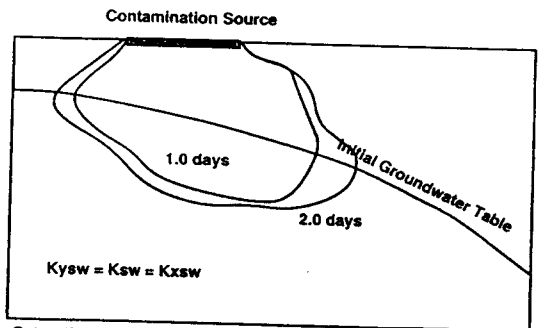 Contamination Source
Initial Groundwater Table
1.0 days
2.0 days
Kysw = Ksw = Kxsw